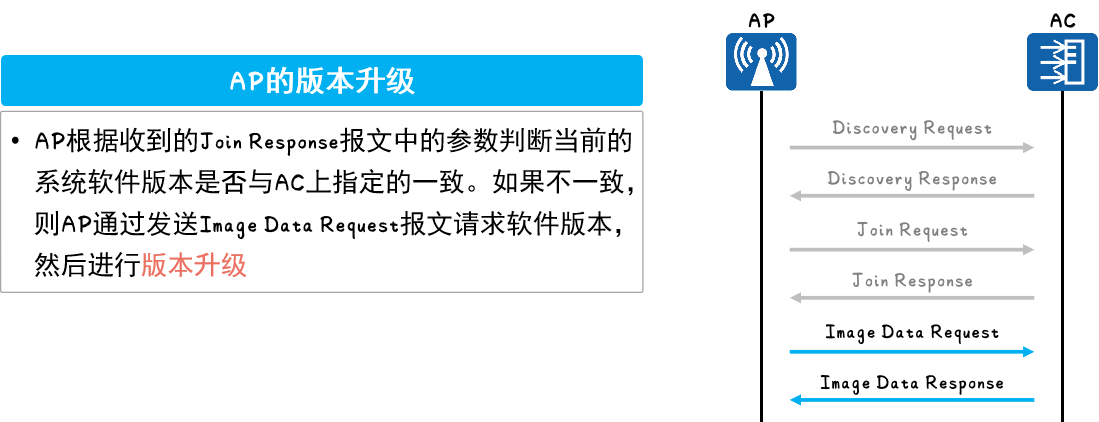 AP的版本升级
• AP根据收到的Join Response报文中的参数判断当前的
系统软件版本是否与AC上指定的一致。如果不一致，
则AP通过发送Image Data Request报文请求软件版本，
然后进行版本升级
AP
AC
Discovery Request
Discovery Response
Join Request
Join Response
Image Data Request
Image Data Response